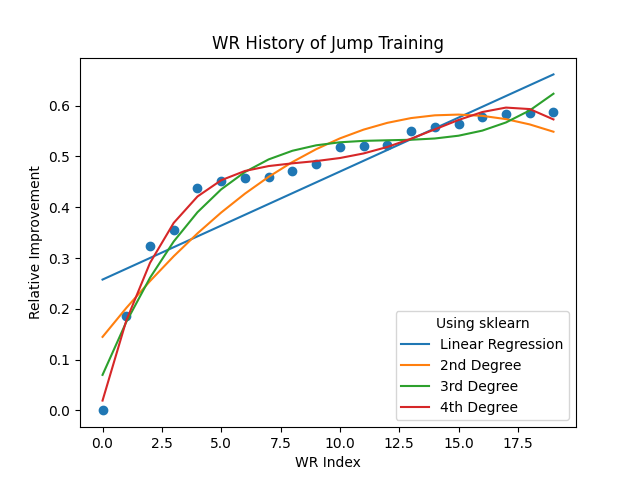 WR History of Jump Training
Relative Improvement
0.6
0.5
0.4
0.3
0.2
0.1
0.0
Using sklearn
Linear Regression
2nd Degree
3rd Degree
4th Degree
0.0 2.5 5.0 7.5 10.0 12.5 15.0 17.5
WR Index